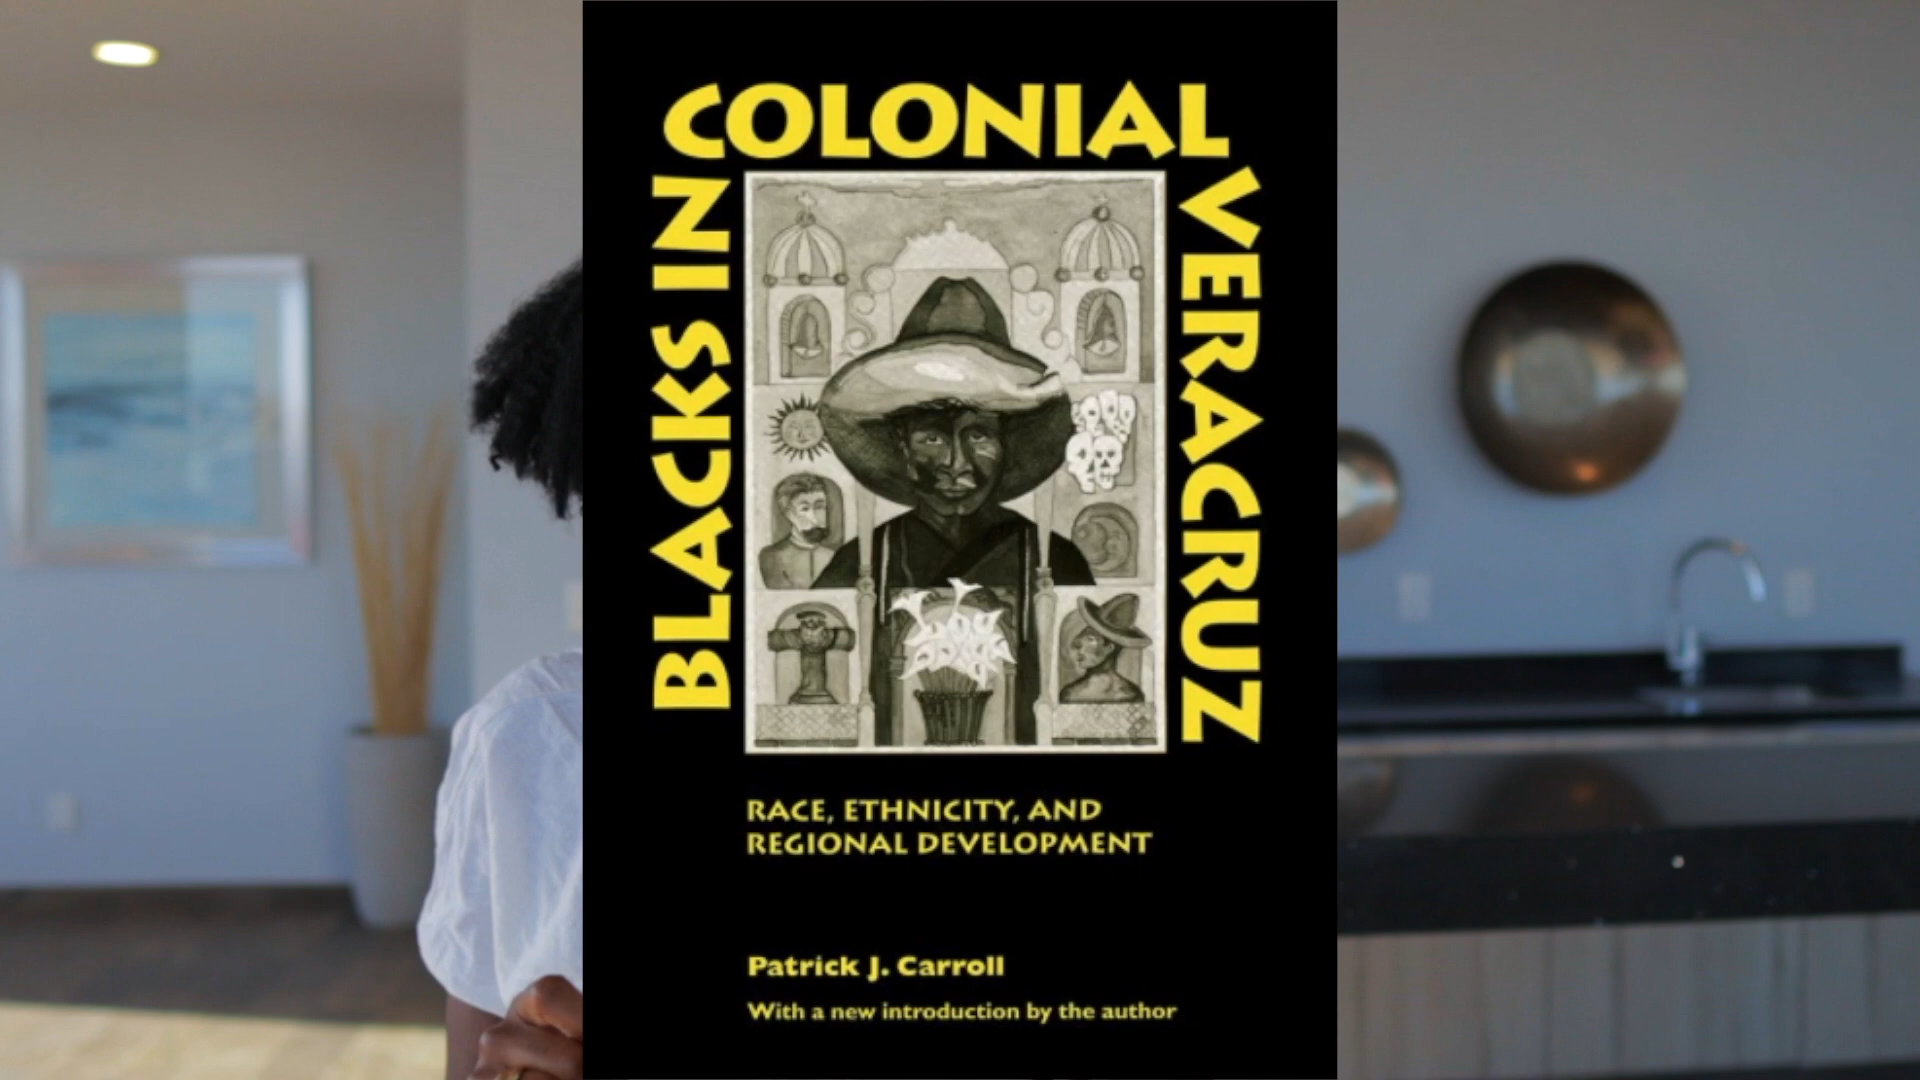 BLACKS IN
COLONIAL
VERACRUZ
RACE, ETHNICITY, AND
REGIONAL DEVELOPMENT
Patrick J. Carroll
With a new introduction by the author